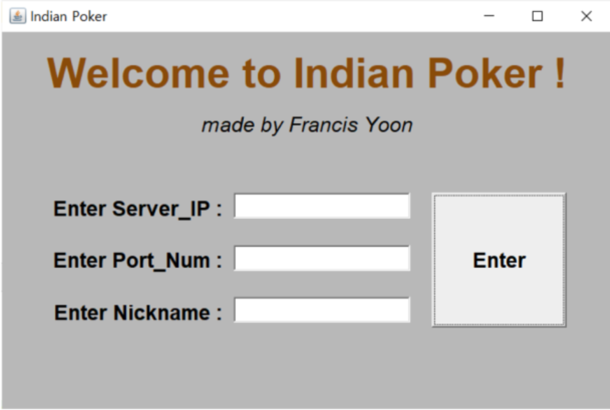 Indian Poker
Welcome to Indian Poker !
made by Francis Yoon
Enter Server_IP :
Enter Port_Num :
Enter
Enter Nickname :